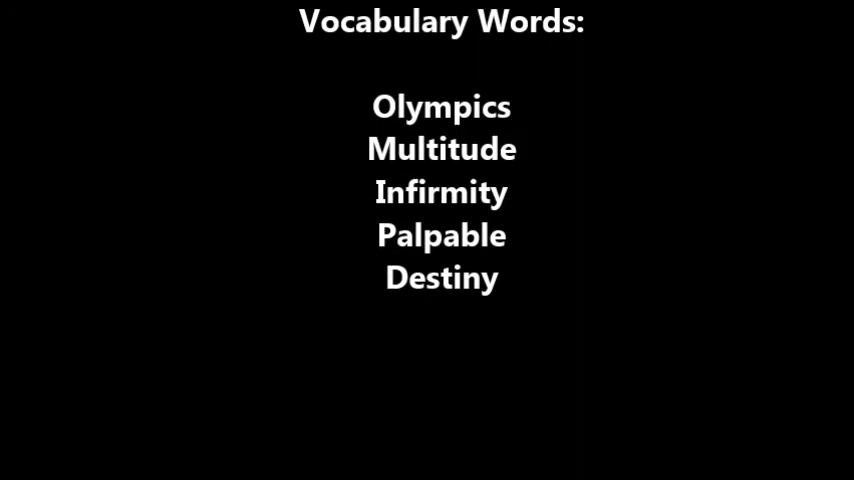 Vocabulary Words:
Olympics
Multitude
Infirmity
Palpable
Destiny